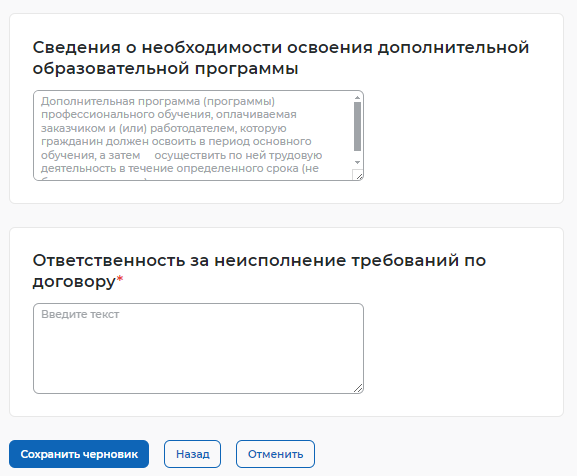 Сведения о необходимости освоения дополнительной
образовательной программы
Дополнительная программа (программы)
профессионального обучения, оплачиваемая
заказчиком и (или) работодателем, которую
гражданин должен освоить в период основного
обучения, а затем осуществить по ней трудовую
деятельность в течение определенного срока (не
Ответственность за неисполнение требований по
договору*
Введите текст
Сохранить черновик
Назад
Отменить